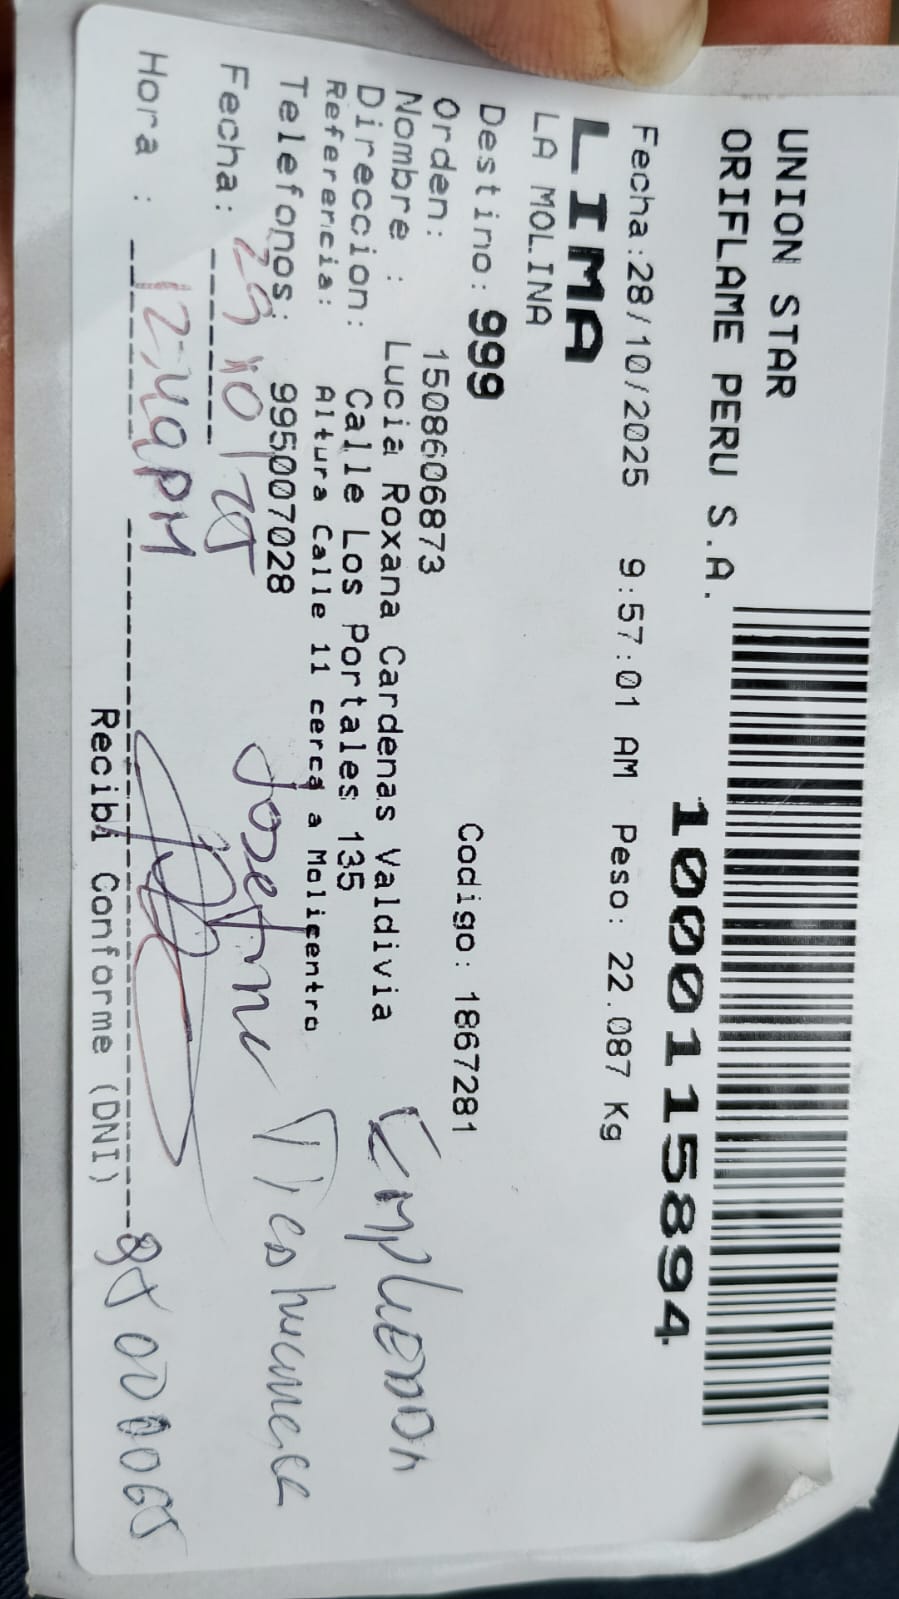 UNION STAR
ORIFLAME PERU S.A.
1000115894
Fecha:28/10/2025 9:57:01 AM Peso: 22.087 Kg
LIMA
LA MOLINA
Destino: 999 Codigo: 1867281
Orden: 1508606873
Nombre : Lucia Roxana Cardenas Valdivia
Direccion: Calle Los Portales 135
Referencia: Altura Calle 11 cerca a Molicentro
Telefonos: 995007028
Fecha: 29/10/25
Hora : 12:49PM
Recibi Conforme (DNI)